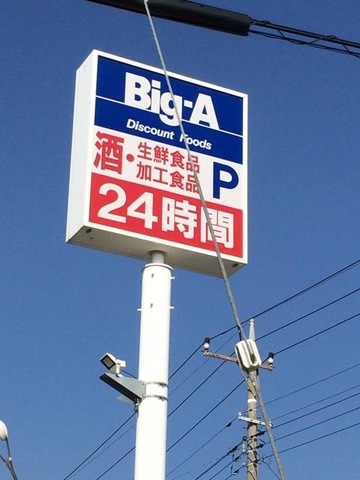 Big-A
Discount Foods
酒・生鮮食品
加工食品
P
24時間